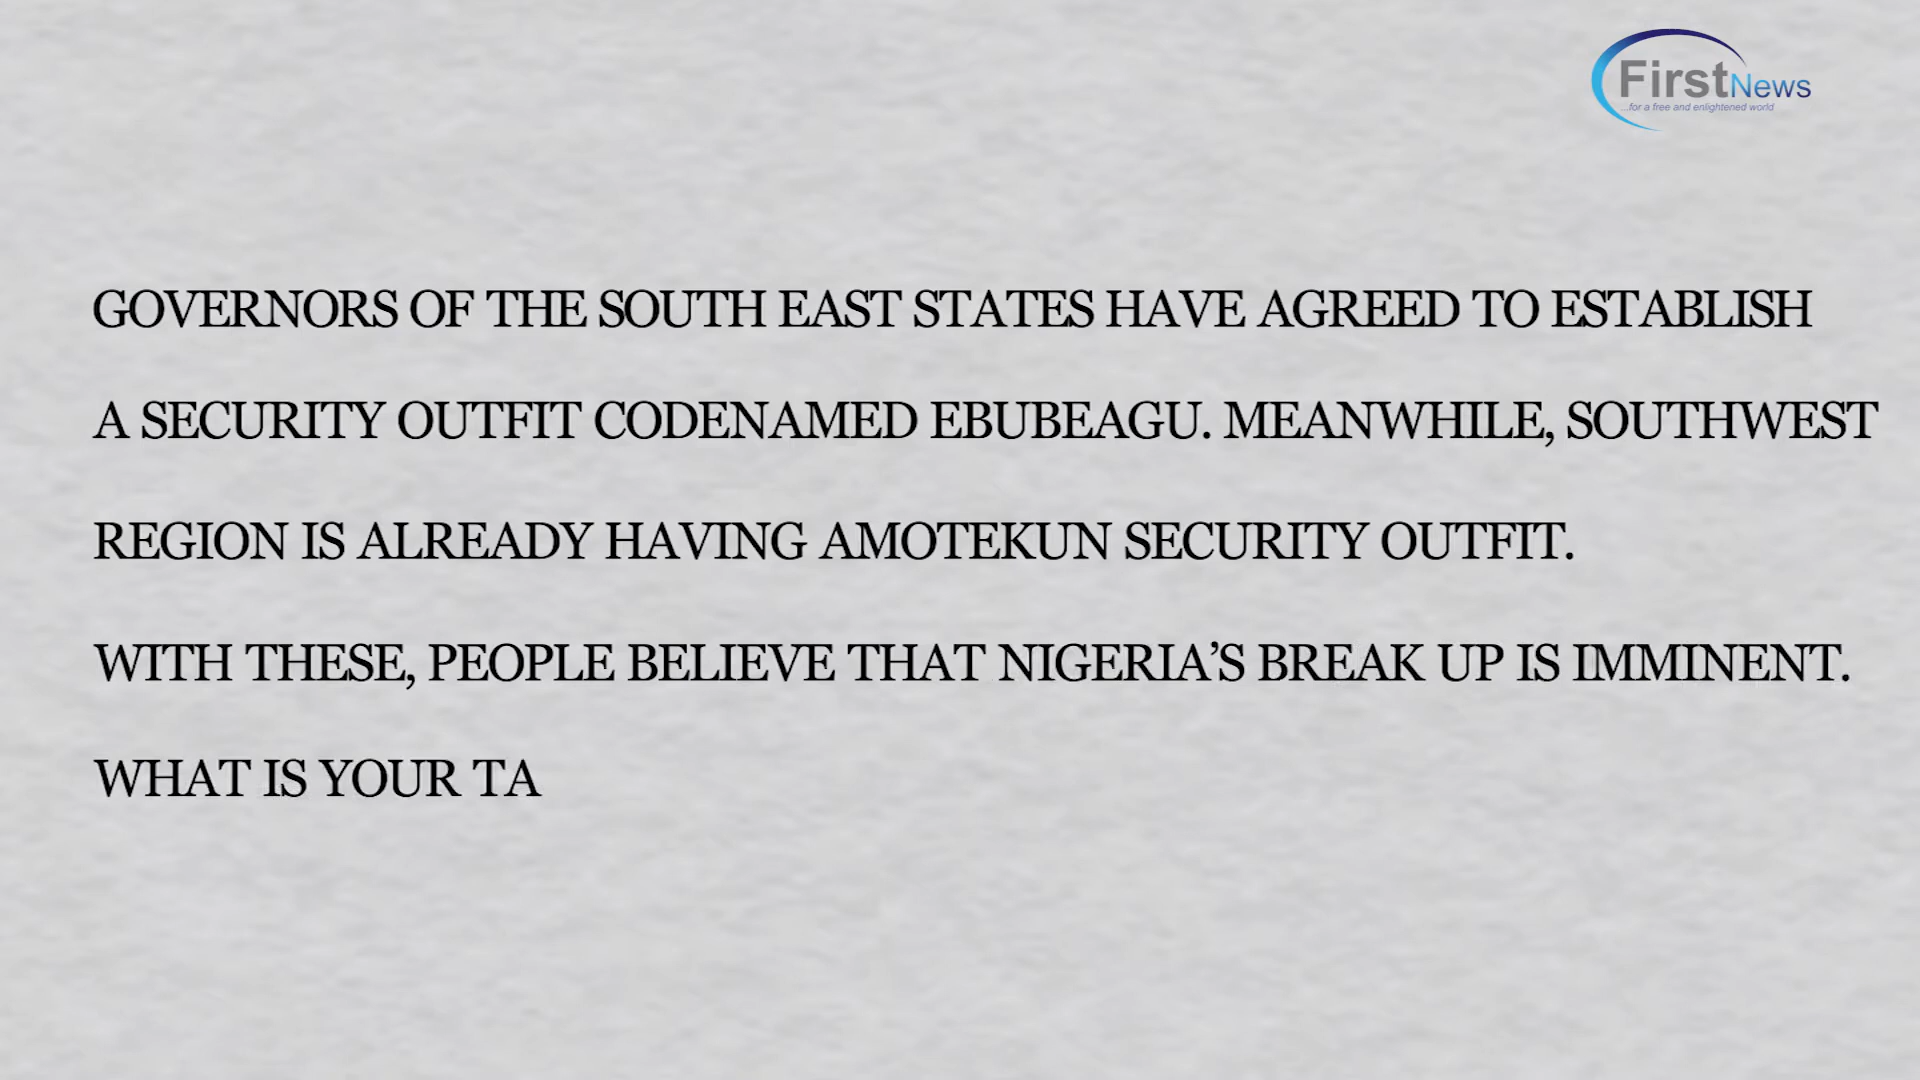 FirstNews
...for a free and enlightened world
GOVERNORS OF THE SOUTH EAST STATES HAVE AGREED TO ESTABLISH
A SECURITY OUTFIT CODENAMED EBUBEAGU. MEANWHILE, SOUTHWEST
REGION IS ALREADY HAVING AMOTEKUN SECURITY OUTFIT.
WITH THESE, PEOPLE BELIEVE THAT NIGERIA’S BREAK UP IS IMMINENT.
WHAT IS YOUR TA